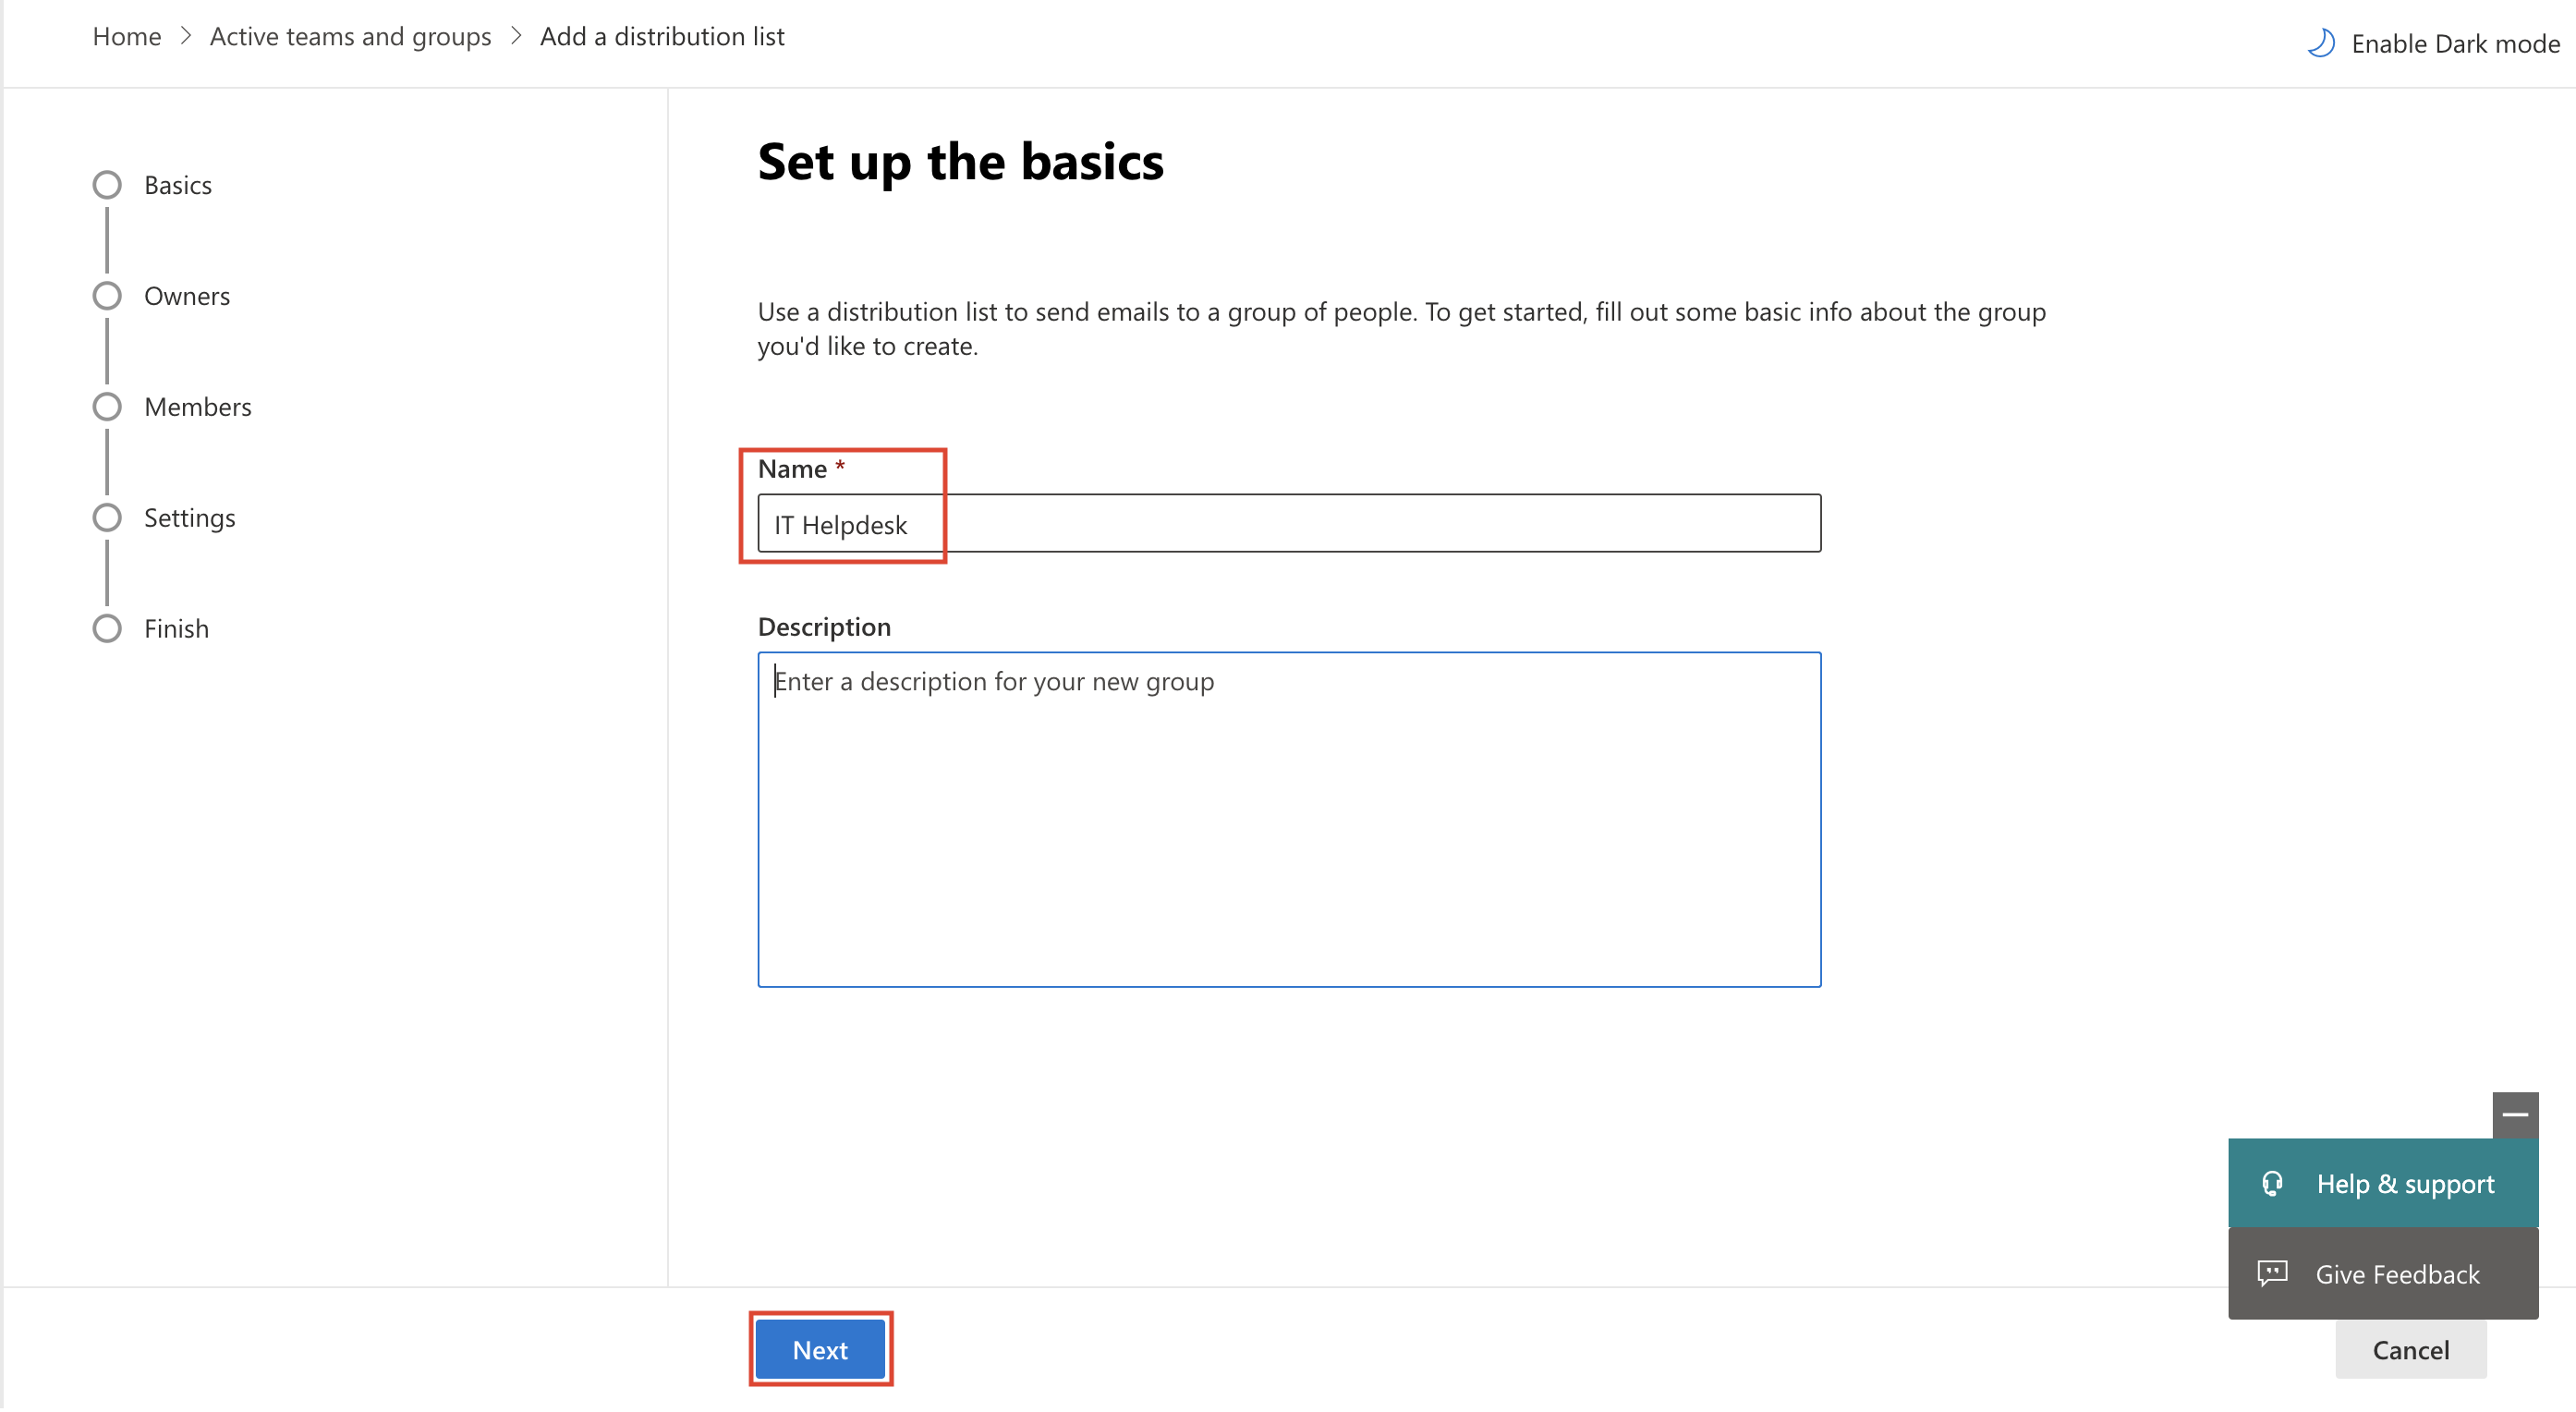 Home > Active teams and groups > Add a distribution list
Enable Dark mode
Basics
Owners
Members
Settings
Finish
Set up the basics
Use a distribution list to send emails to a group of people. To get started, fill out some basic info about the group
you'd like to create.
Name *
IT Helpdesk
Description
Enter a description for your new group
Help & support
Give Feedback
Next
Cancel